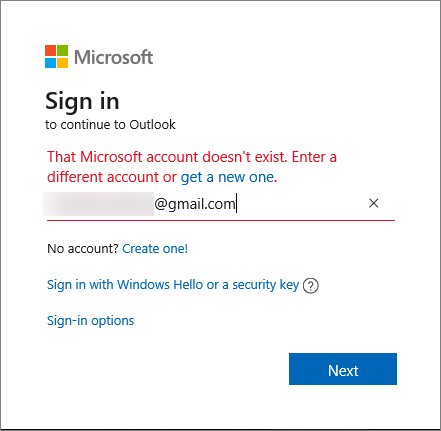 Microsoft
Sign in
to continue to Outlook
That Microsoft account doesn't exist. Enter a
different account or get a new one.
@gmail.com
No account? Create one!
Sign in with Windows Hello or a security key
Sign-in options
Next